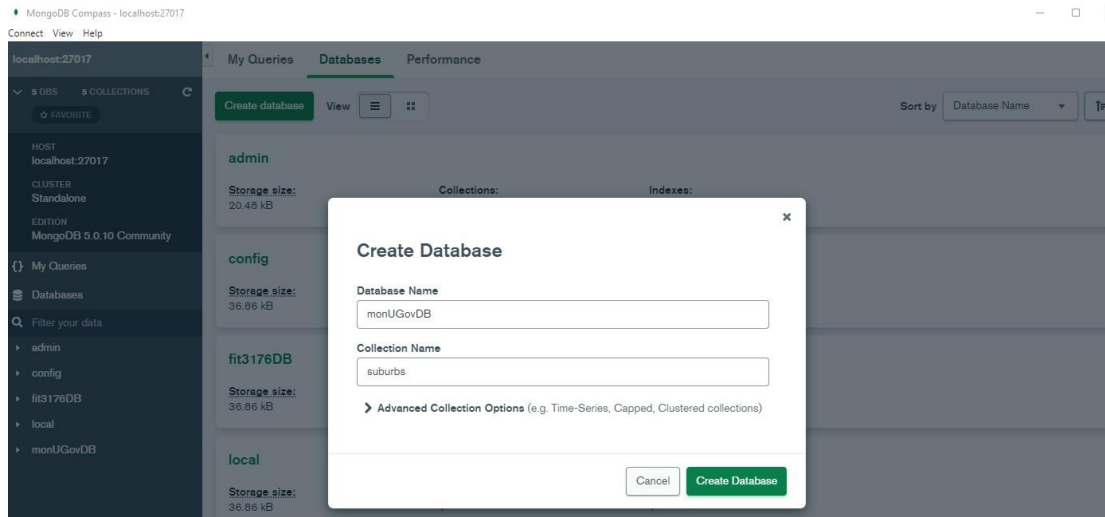 MongoDB Compass - localhost:27017
Connect View Help
localhost:27017
My Queries Databases Performance
5 DBS 5 COLLECTIONS
FAVORITE
Create database View Sort by Database Name
HOST
localhost:27017
CLUSTER
Standalone
EDITION
MongoDB 5.0.10 Community
{} My Queries
Databases
Filter your data
admin
config
fit3176DB
local
monUGovDB
admin
Storage size: Collections: Indexes:
20.48 kB
config
Storage size:
36.86 kB
fit3176DB
Storage size:
36.86 kB
local
Storage size:
36.86 kB
Create Database
Database Name
monUGovDB
Collection Name
suburbs
Advanced Collection Options (e.g. Time-Series, Capped, Clustered collections)
Cancel Create Database